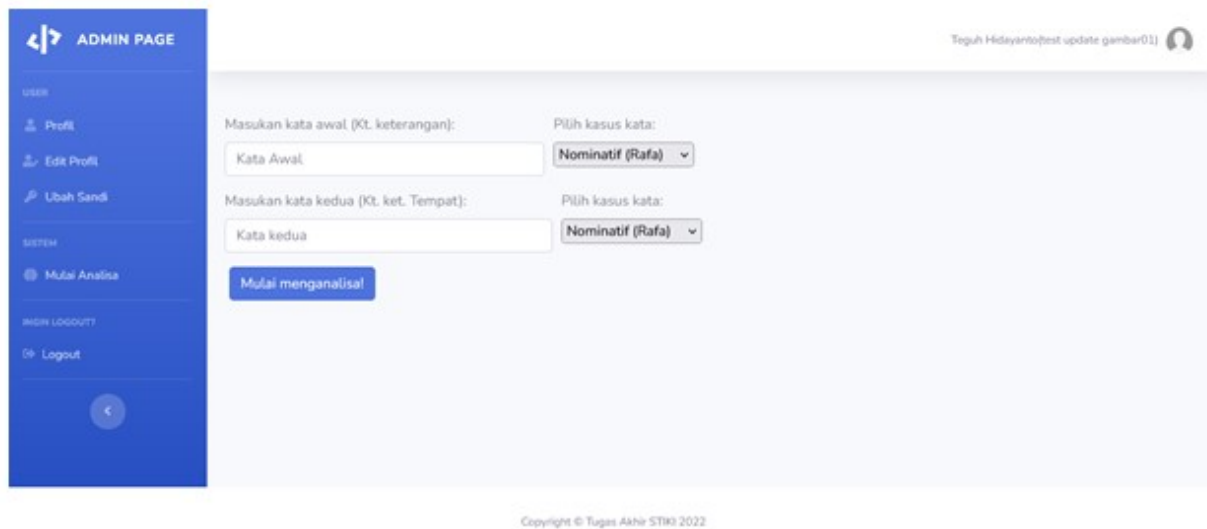 ADMIN PAGE
Teguh Hidayanto(test update gambar01)
USER
Profil
Edit Profil
Ubah Sandi
SISTEM
Mulai Analisa
INGIN LOGOUT?
Logout
Masukan kata awal (Kt. keterangan):
Pilih kasus kata:
Kata Awal
Nominatif (Rafa)
Masukan kata kedua (Kt. ket. Tempat):
Pilih kasus kata:
Kata kedua
Nominatif (Rafa)
Mulai menganalisa!
Copyright © Tugas Akhir STIKI 2022